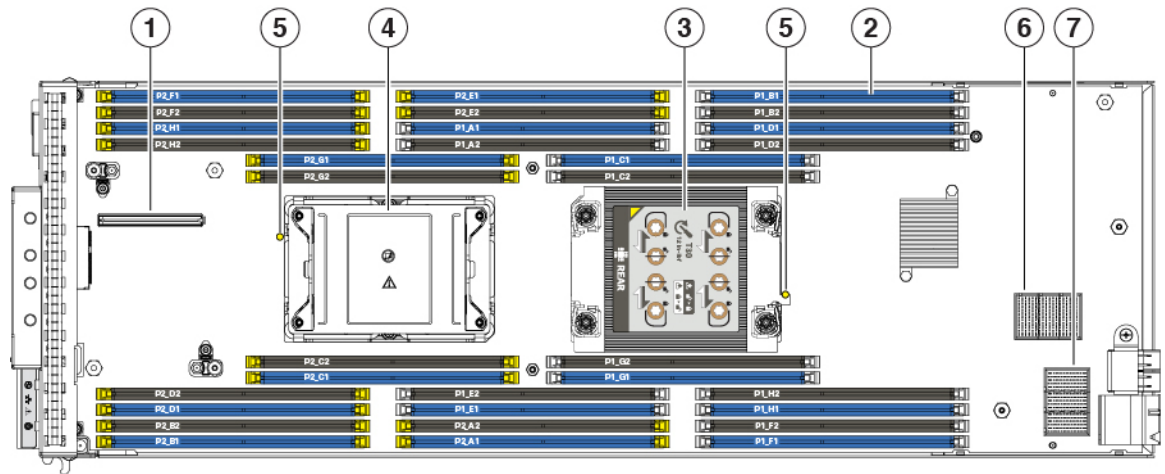 1 5 4 3 5 2 6 7
P2_F1 P2_E1 P1_B1
P2_F2 P2_E2 P1_B2
P2_H1 P1_A1 P1_D1
P2_H2 P1_A2 P1_D2
P2_G1 P1_C1
P2_G2 P1_C2
T30
REAR
P2_C2 P1_G2
P2_C1 P1_G1
P2_D2 P1_E2 P1_H2
P2_D1 P1_E1 P1_H1
P2_B2 P2_A2 P1_F2
P2_B1 P2_A1 P1_F1